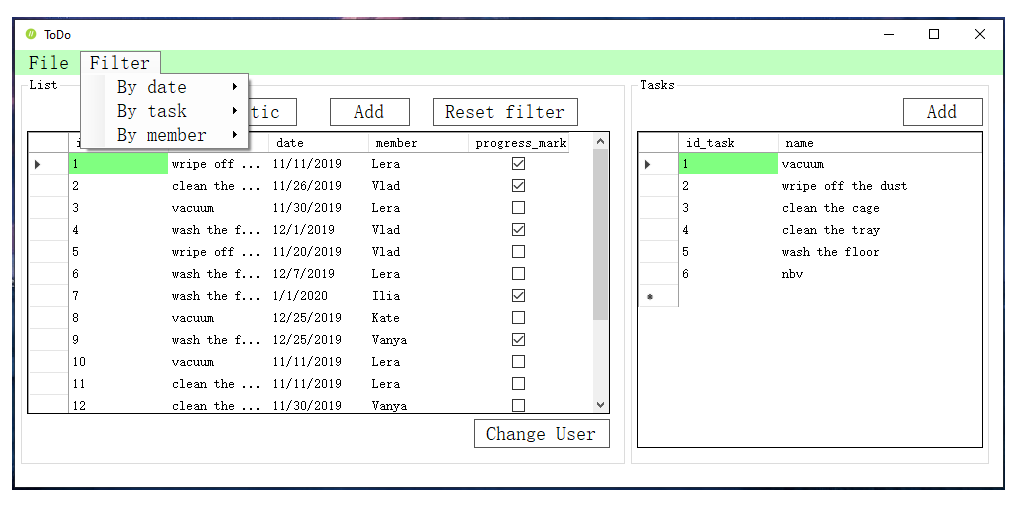 ToDo
File Filter
List
By date
By task
By member
tic Add Reset filter
date member progress_mark
1 wripe off ... 11/11/2019 Lera
2 clean the ... 11/26/2019 Vlad
3 vacuum 11/30/2019 Lera
4 wash the f... 12/1/2019 Vlad
5 wripe off ... 11/20/2019 Vlad
6 wash the f... 12/7/2019 Lera
7 wash the f... 1/1/2020 Ilia
8 vacuum 12/25/2019 Kate
9 wash the f... 12/25/2019 Vanya
10 vacuum 11/11/2019 Lera
11 clean the ... 11/11/2019 Lera
12 clean the ... 11/30/2019 Vanya
Change User
Tasks
Add
id_task name
1 vacuum
2 wripe off the dust
3 clean the cage
4 clean the tray
5 wash the floor
6 nbv